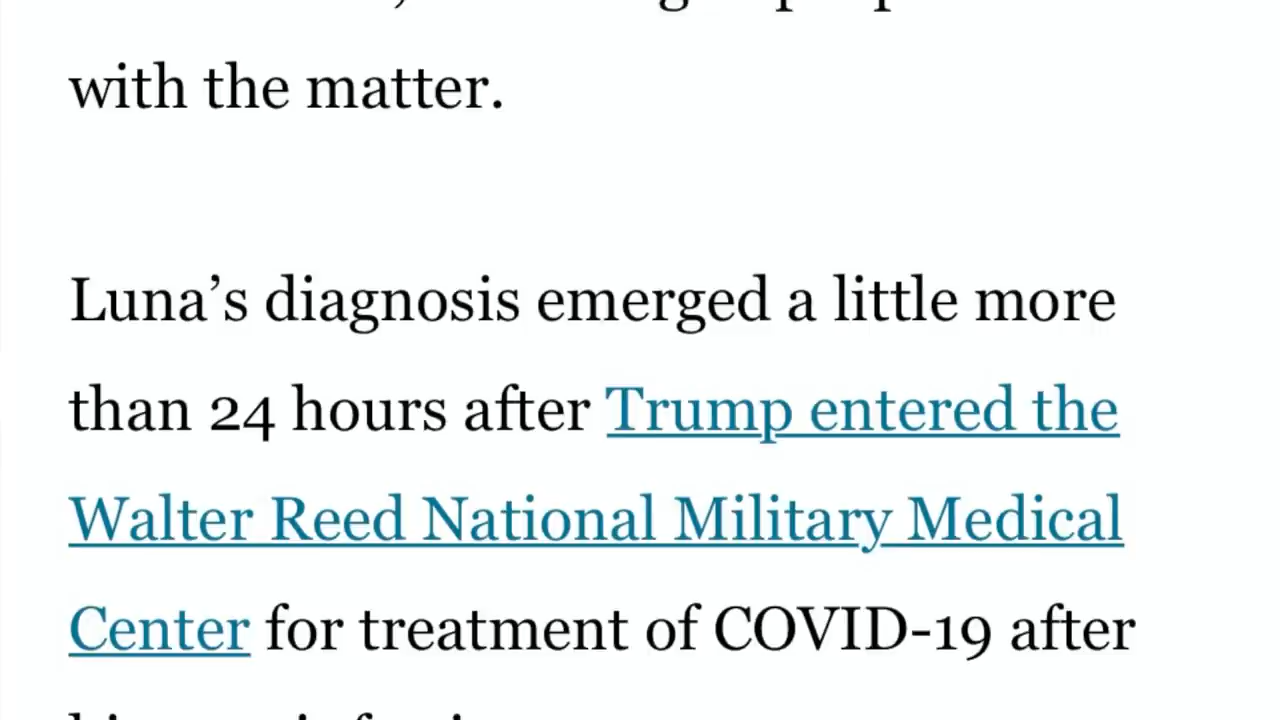 with the matter.
Luna’s diagnosis emerged a little more
than 24 hours after Trump entered the
Walter Reed National Military Medical
Center for treatment of COVID-19 after